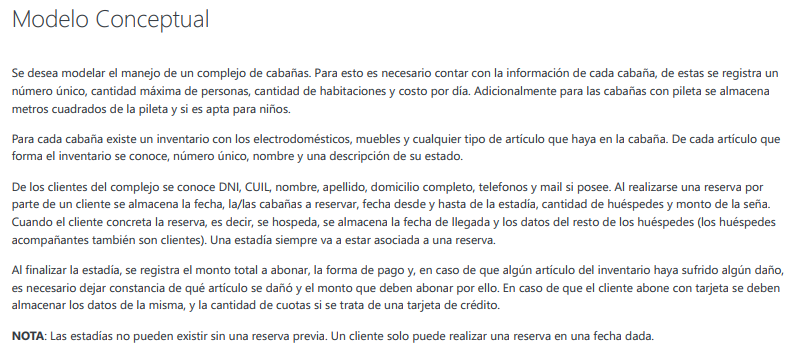 Modelo Conceptual
Se desea modelar el manejo de un complejo de cabañas. Para esto es necesario contar con la información de cada cabaña, de estas se registra un
número único, cantidad máxima de personas, cantidad de habitaciones y costo por día. Adicionalmente para las cabañas con pileta se almacena
metros cuadrados de la pileta y si es apta para niños.
Para cada cabaña existe un inventario con los electrodomésticos, muebles y cualquier tipo de artículo que haya en la cabaña. De cada artículo que
forma el inventario se conoce, número único, nombre y una descripción de su estado.
De los clientes del complejo se conoce DNI, CUIL, nombre, apellido, domicilio completo, telefonos y mail si posee. Al realizarse una reserva por
parte de un cliente se almacena la fecha, la/las cabañas a reservar, fecha desde y hasta de la estadía, cantidad de huéspedes y monto de la seña.
Cuando el cliente concreta la reserva, es decir, se hospeda, se almacena la fecha de llegada y los datos del resto de los huéspedes (los huéspedes
acompañantes también son clientes). Una estadía siempre va a estar asociada a una reserva.
Al finalizar la estadía, se registra el monto total a abonar, la forma de pago y, en caso de que algún artículo del inventario haya sufrido algún daño,
es necesario dejar constancia de qué artículo se dañó y el monto que deben abonar por ello. En caso de que el cliente abone con tarjeta se deben
almacenar los datos de la misma, y la cantidad de cuotas si se trata de una tarjeta de crédito.
NOTA: Las estadías no pueden existir sin una reserva previa. Un cliente solo puede realizar una reserva en una fecha dada.